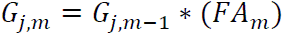 G_{j,m} = G_{j,m-1} * (FA_m)